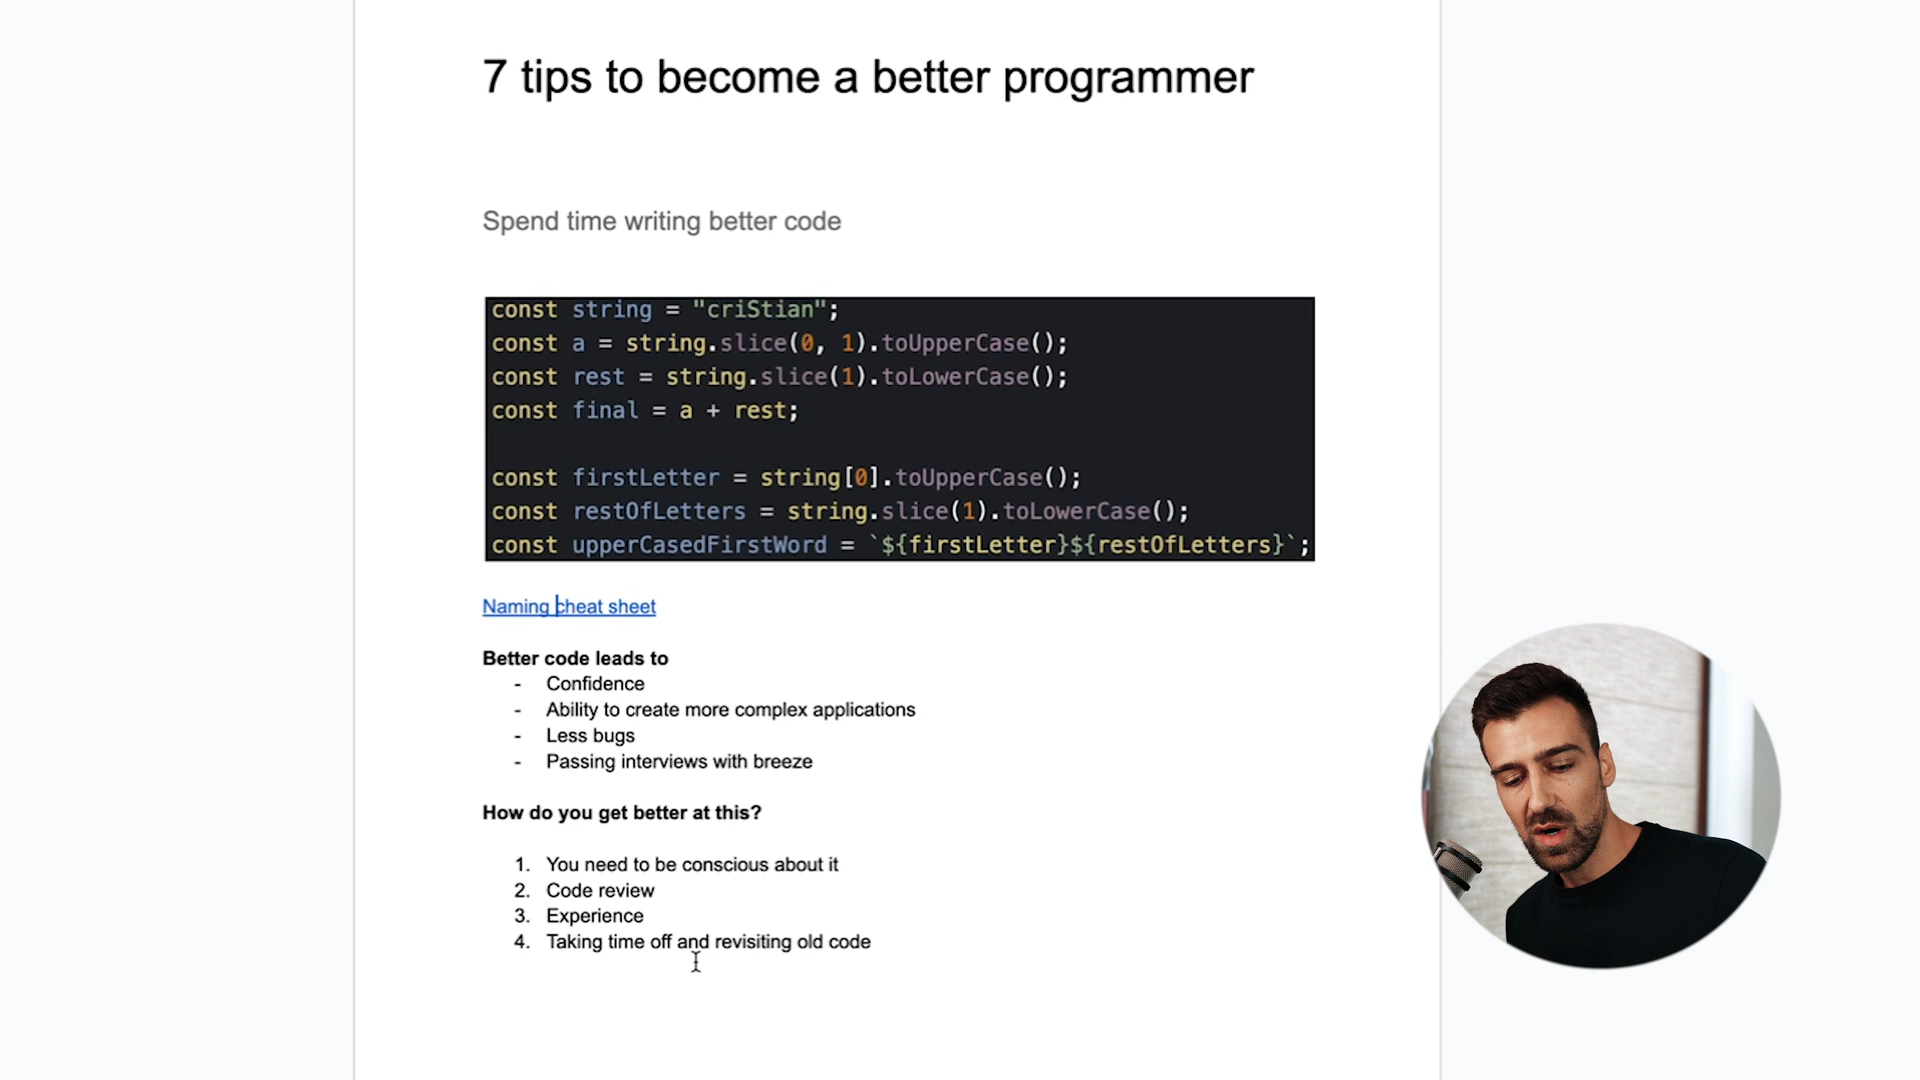 7 tips to become a better programmer
Spend time writing better code
const string = "criStian";
const a = string.slice(0, 1).toUpperCase();
const rest = string.slice(1).toLowerCase();
const final = a + rest;
const firstLetter = string[0].toUpperCase();
const restOfLetters = string.slice(1).toLowerCase();
const upperCasedFirstWord = `${firstLetter}${restOfLetters}`;
Naming cheat sheet
Better code leads to
- Confidence
- Ability to create more complex applications
- Less bugs
- Passing interviews with breeze
How do you get better at this?
1. You need to be conscious about it
2. Code review
3. Experience
4. Taking time off and revisiting old code